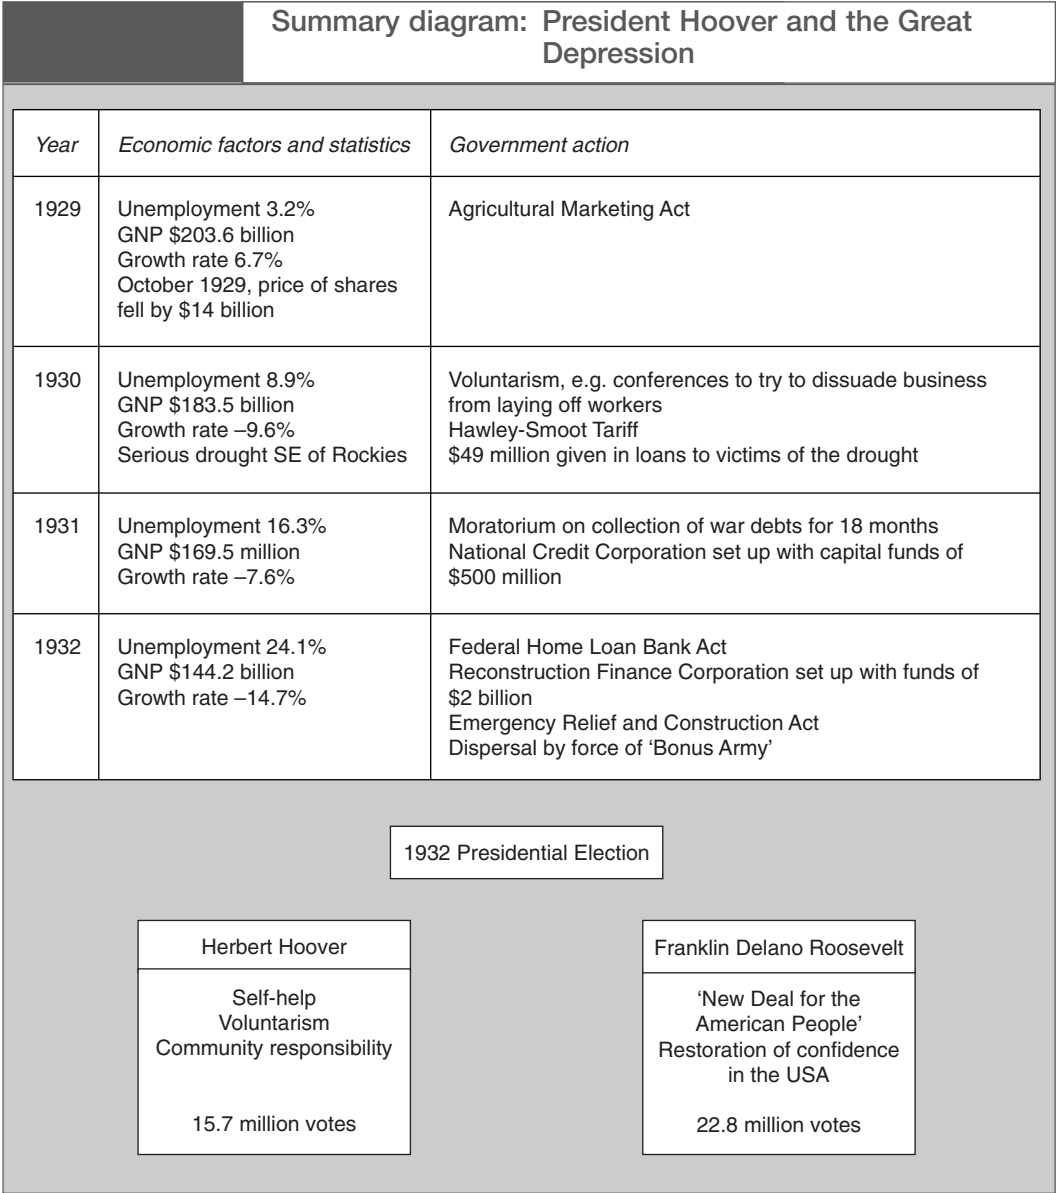 Summary diagram: President Hoover and the Great
Depression
Year
Economic factors and statistics
Government action
1929
Unemployment 3.2%
GNP $203.6 billion
Growth rate 6.7%
October 1929, price of shares
fell by $14 billion
Agricultural Marketing Act
1930
Unemployment 8.9%
GNP $183.5 billion
Growth rate –9.6%
Serious drought SE of Rockies
Voluntarism, e.g. conferences to try to dissuade business
from laying off workers
Hawley-Smoot Tariff
$49 million given in loans to victims of the drought
1931
Unemployment 16.3%
GNP $169.5 million
Growth rate –7.6%
Moratorium on collection of war debts for 18 months
National Credit Corporation set up with capital funds of
$500 million
1932
Unemployment 24.1%
GNP $144.2 billion
Growth rate –14.7%
Federal Home Loan Bank Act
Reconstruction Finance Corporation set up with funds of
$2 billion
Emergency Relief and Construction Act
Dispersal by force of ‘Bonus Army’
1932 Presidential Election
Herbert Hoover
Self-help
Voluntarism
Community responsibility
15.7 million votes
Franklin Delano Roosevelt
‘New Deal for the
American People’
Restoration of confidence
in the USA
22.8 million votes